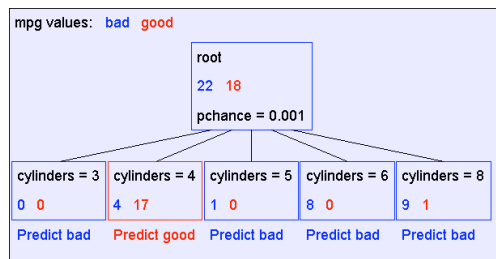 mpg values: bad good
root
22 18
pchance = 0.001
cylinders = 3
0 0
Predict bad
cylinders = 4
4 17
Predict good
cylinders = 5
1 0
Predict bad
cylinders = 6
8 0
Predict bad
cylinders = 8
9 1
Predict bad